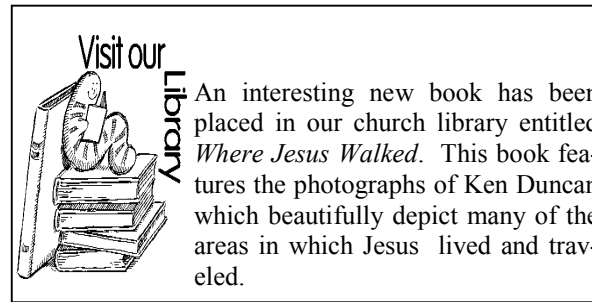 Visit our
Library
An interesting new book has been
placed in our church library entitled
Where Jesus Walked.  This book fea-
tures the photographs of Ken Duncan
which beautifully depict many of the
areas in which Jesus  lived and trav-
eled.